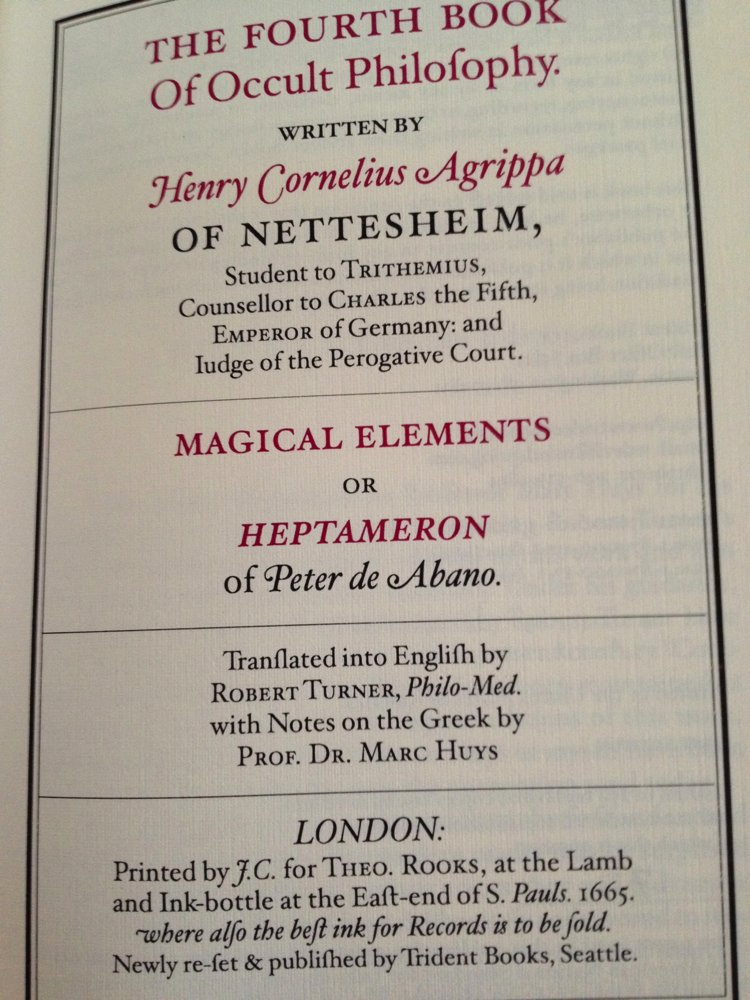 THE FOURTH BOOK
Of Occult Philoſophy.
WRITTEN BY
Henry Cornelius Agrippa
OF NETTESHEIM,
Student to TRITHEMIUS,
Counsellor to CHARLES the Fifth,
EMPEROR of Germany: and
Iudge of the Perogative Court.
MAGICAL ELEMENTS
OR
HEPTAMERON
of Peter de Abano.
Tranſlated into Engliſh by
ROBERT TURNER, Philo-Med.
with Notes on the Greek by
PROF. DR. MARC HUYS
LONDON:
Printed by J.C. for THEO. ROOKS, at the Lamb
and Ink-bottle at the Eaſt-end of S. Pauls. 1665.
where alſo the beſt ink for Records is to be ſold.
Newly re-ſet & publiſhed by Trident Books, Seattle.